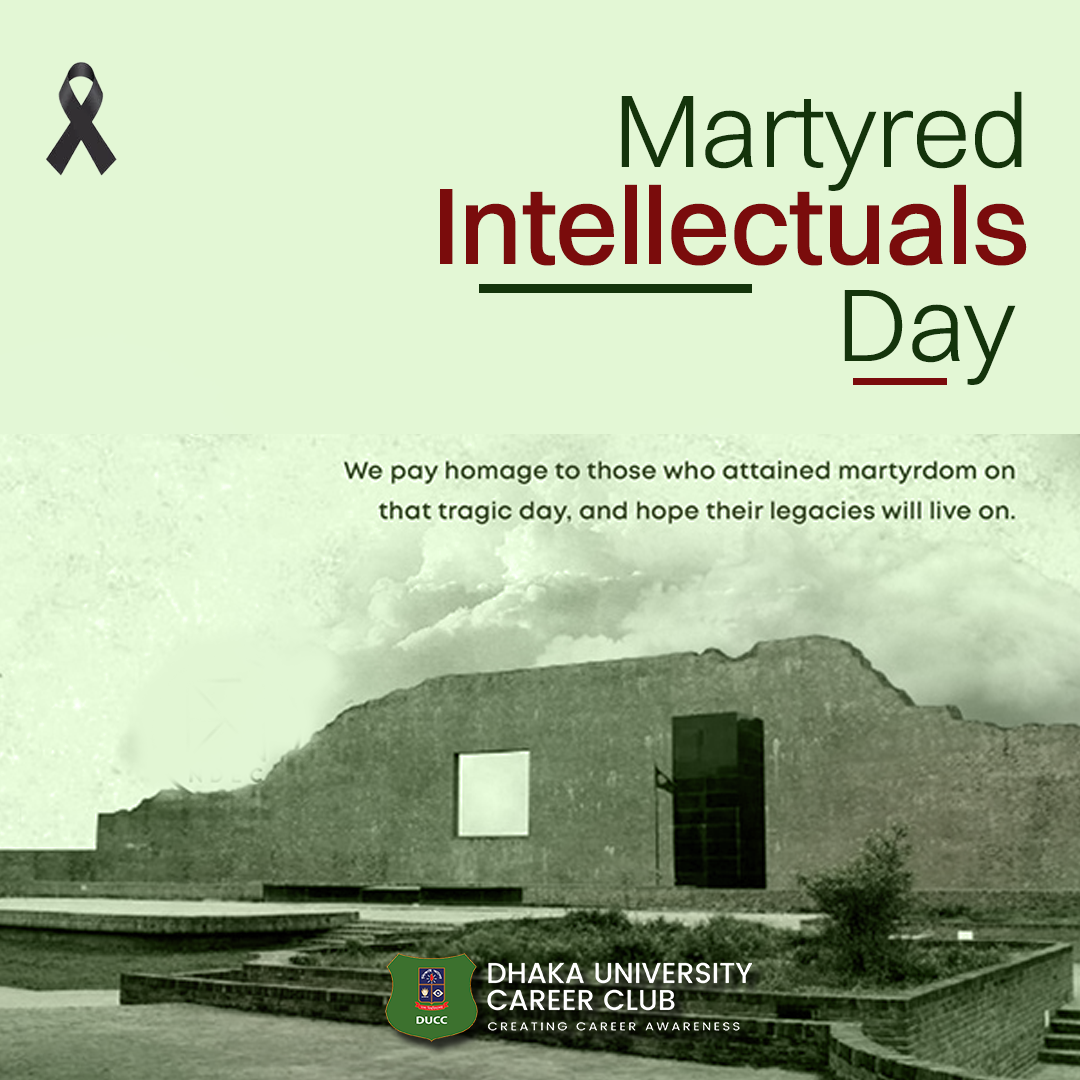 Martyred
Intellectuals
Day
We pay homage to those who attained martyrdom on
that tragic day, and hope their legacies will live on.
DUCC
DHAKA UNIVERSITY
CAREER CLUB
CREATING CAREER AWARENESS